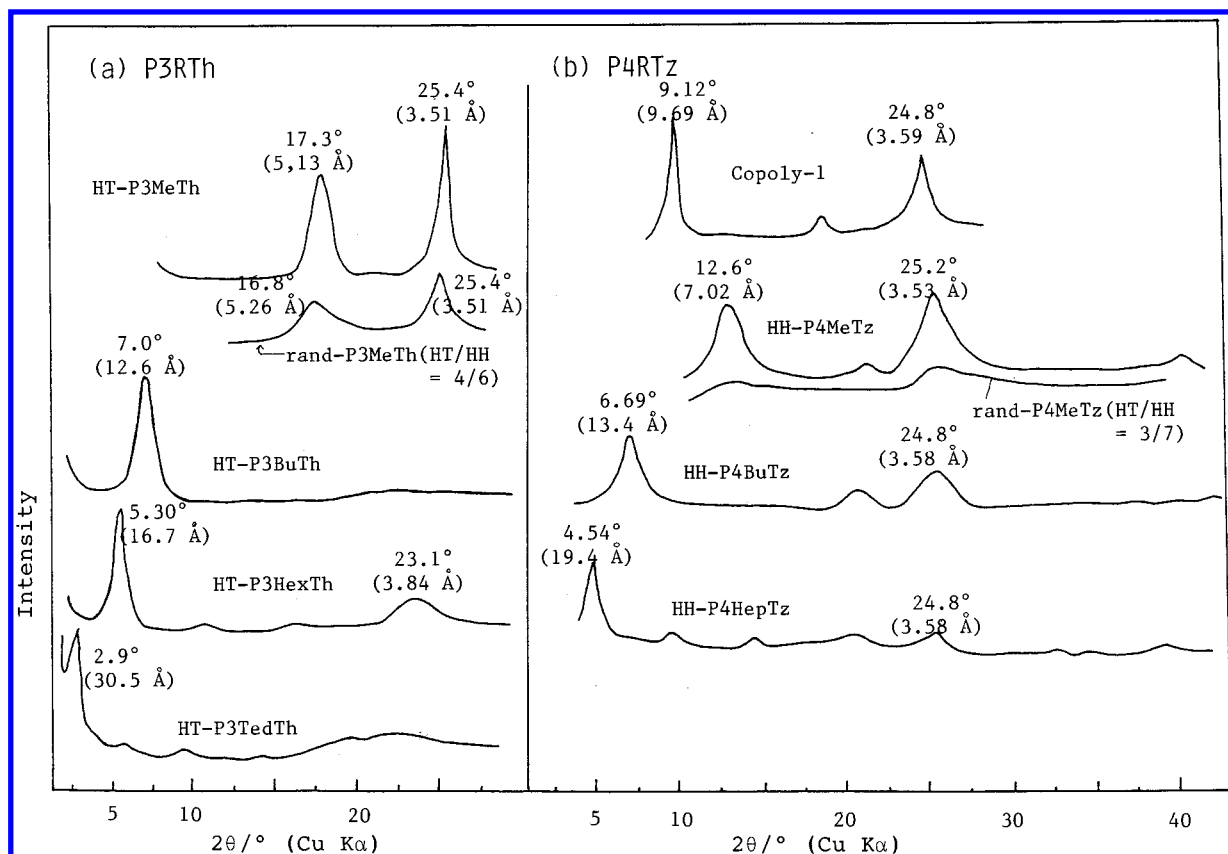 (a) P3RTh
25.4°
(3.51 Å)
17.3°
(5,13 Å)
HT-P3MeTh
16.8°
(5.26 Å)
25.4°
(3.51 Å)
rand-P3MeTh(HT/HH
= 4/6)
7.0°
(12.6 Å)
HT-P3BuTh
5.30°
(16.7 Å)
23.1°
(3.84 Å)
HT-P3HexTh
2.9°
(30.5 Å)
HT-P3TedTh
Intensity
5 10 20
2θ/° (Cu Kα)
(b) P4RTz
9.12°
(9.69 Å)
24.8°
(3.59 Å)
Copoly-1
12.6°
(7.02 Å)
25.2°
(3.53 Å)
HH-P4MeTz
rand-P4MeTz(HT/HH
= 3/7)
6.69°
(13.4 Å)
24.8°
(3.58 Å)
HH-P4BuTz
4.54°
(19.4 Å)
24.8°
(3.58 Å)
HH-P4HepTz
5 10 20 30 40
2θ/° (Cu Kα)